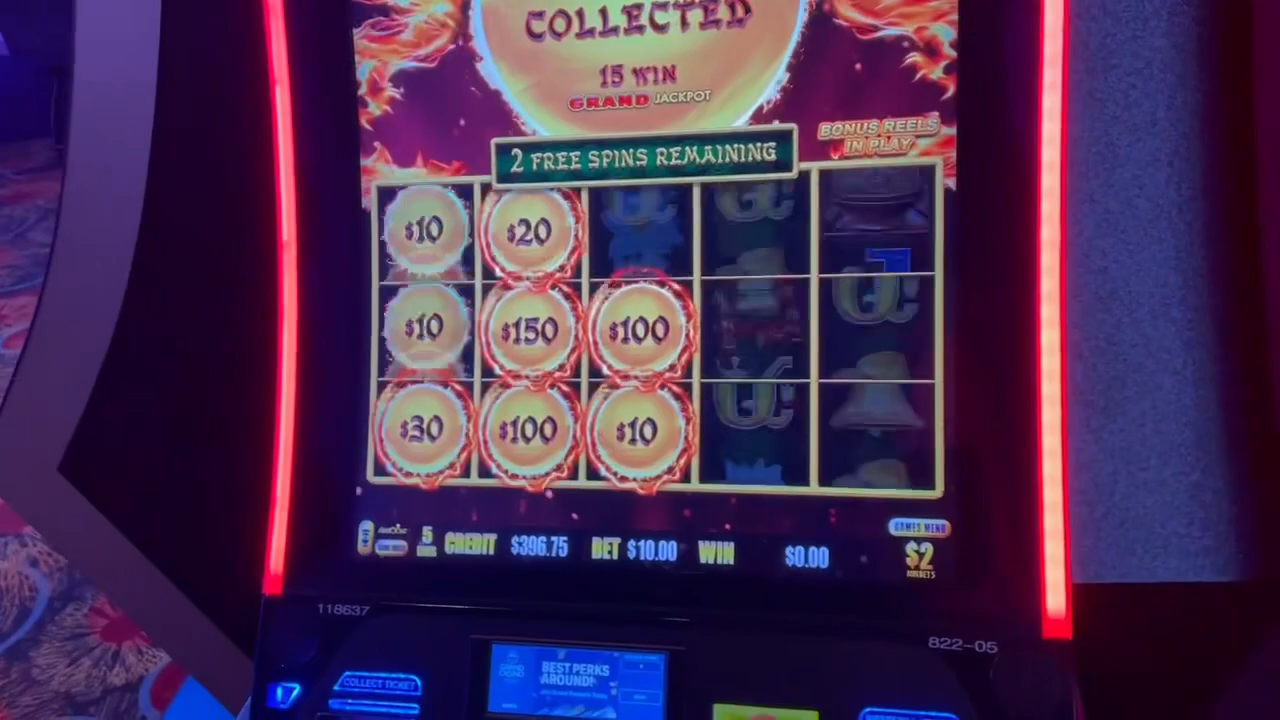 COLLECTED
15 WIN
GRAND JACKPOT
BONUS REELS
IN PLAY
2 FREE SPINS REMAINING
$10 $20
$10 $150 $100
$30 $100 $10
GAMES MENU
5 CREDIT $396.75 BET $10.00 WIN $0.00 $2
118637
822-05
BEST PERKS
AROUND!
COLLECT TICKET